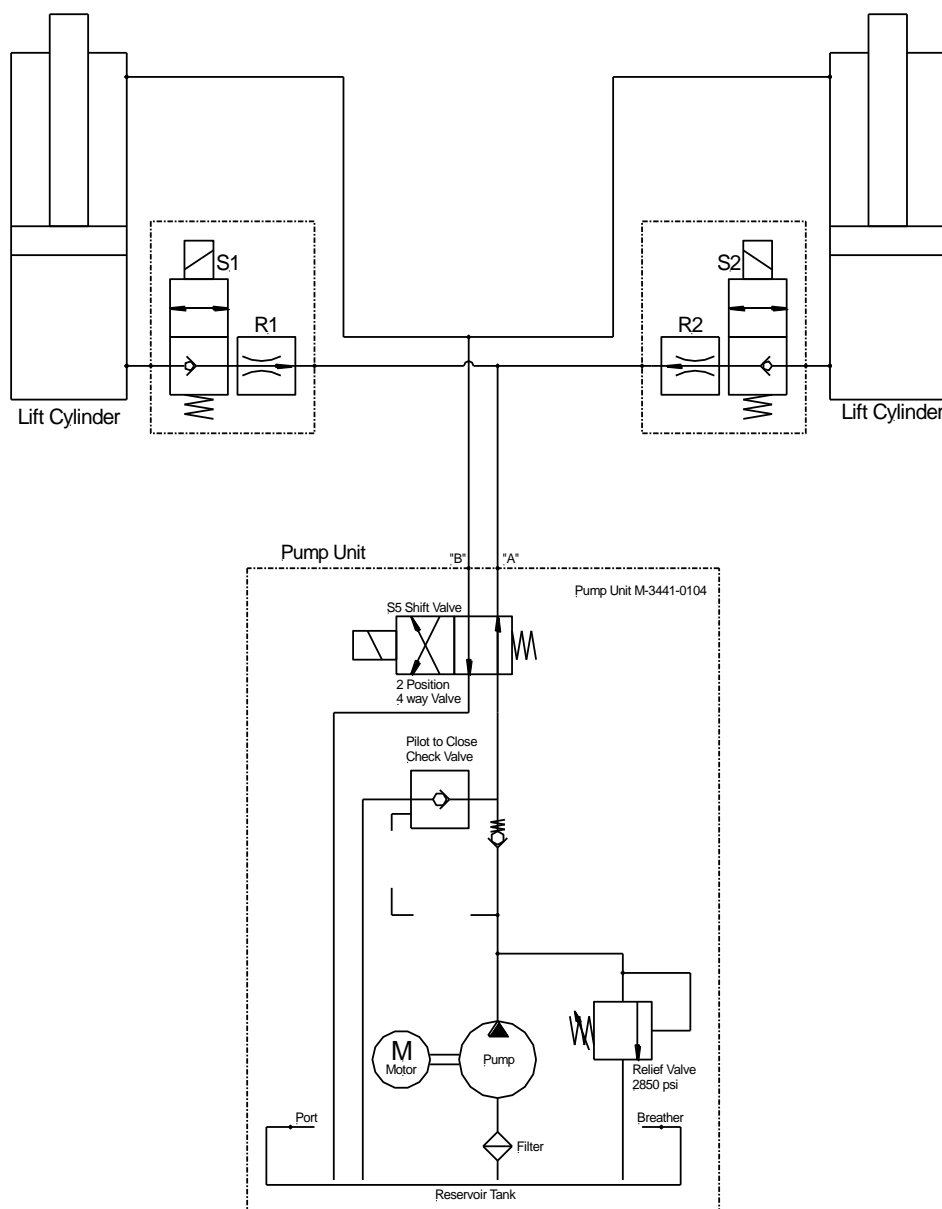 S1
S2
R1
R2
Lift Cylinder
Lift Cylinder
Pump Unit
"B"
"A"
Pump Unit M-3441-0104
S5 Shift Valve
2 Position
4 way Valve
Pilot to Close
Check Valve
M
Motor
Pump
Relief Valve
2850 psi
Port
Breather
Filter
Reservoir Tank